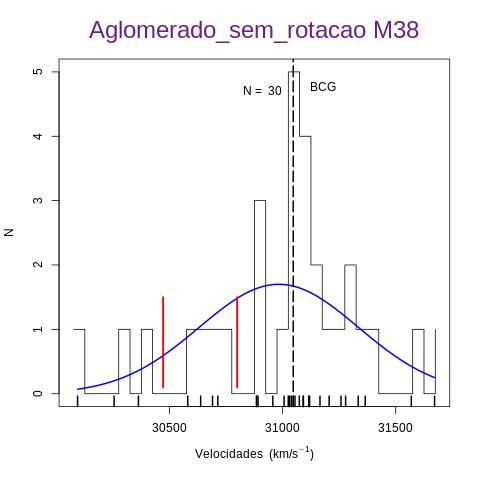 Aglomerado_sem_rotacao M38
N = 30
BCG
5
4
3
2
1
0
N
30500 31000 31500
Velocidades (km/s⁻¹)